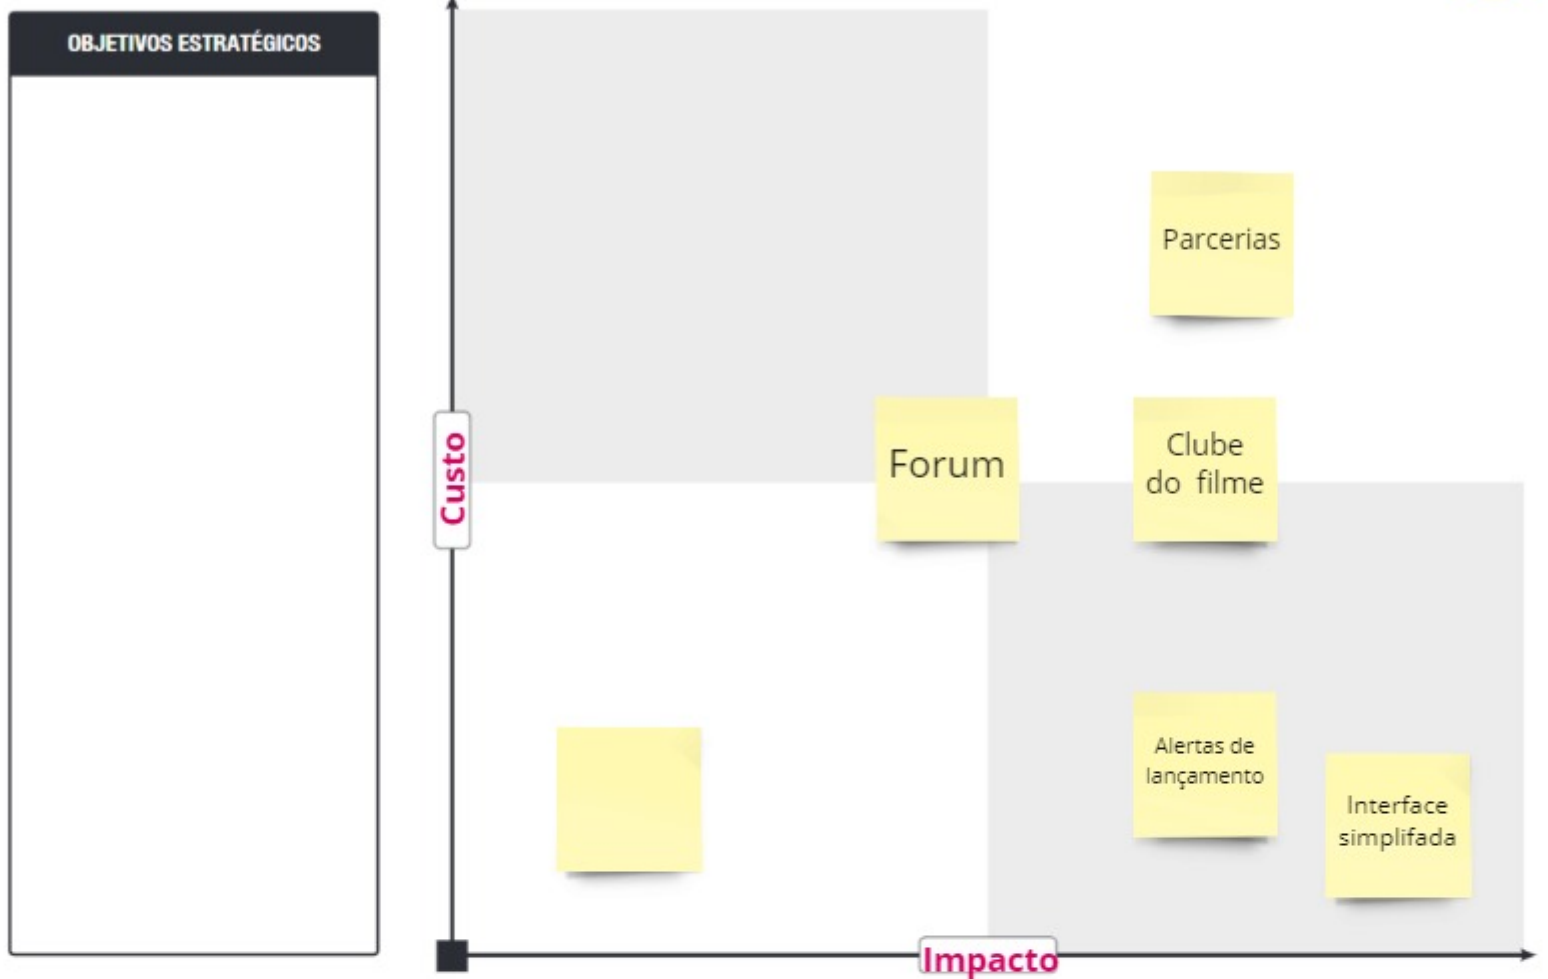 OBJETIVOS ESTRATÉGICOS
Custo
Parcerias
Forum
Clube
do filme
Alertas de
lançamento
Interface
simplifada
Impacto